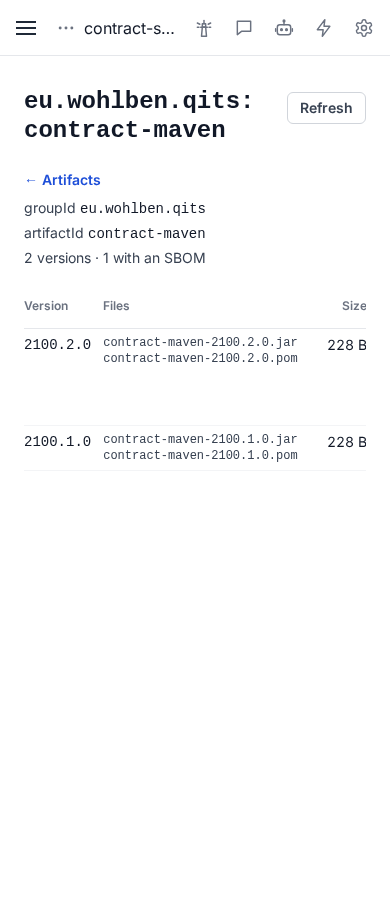 contract-s...
eu.wohlben.qits:
contract-maven
Refresh
← Artifacts
groupId eu.wohlben.qits
artifactId contract-maven
2 versions · 1 with an SBOM
Version Files Size
2100.2.0 contract-maven-2100.2.0.jar 228 B
contract-maven-2100.2.0.pom
2100.1.0 contract-maven-2100.1.0.jar 228 B
contract-maven-2100.1.0.pom